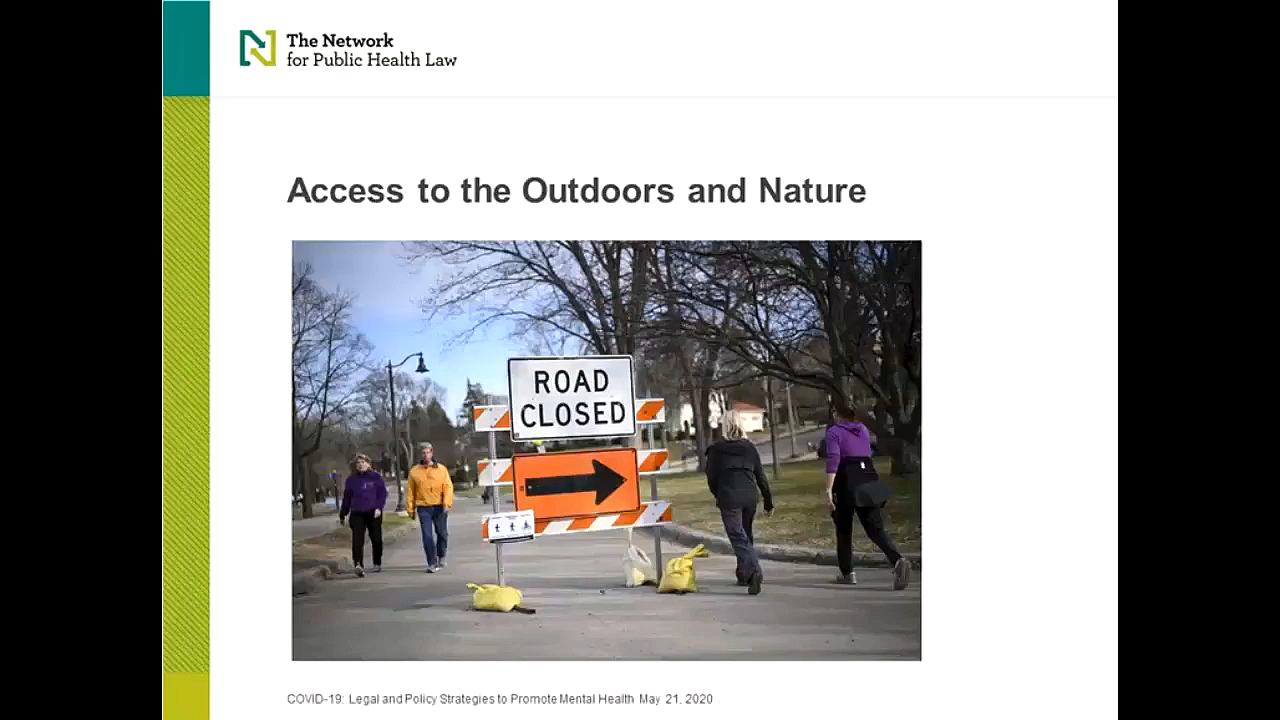 The Network
for Public Health Law
Access to the Outdoors and Nature
ROAD
CLOSED
COVID-19: Legal and Policy Strategies to Promote Mental Health May 21, 2020